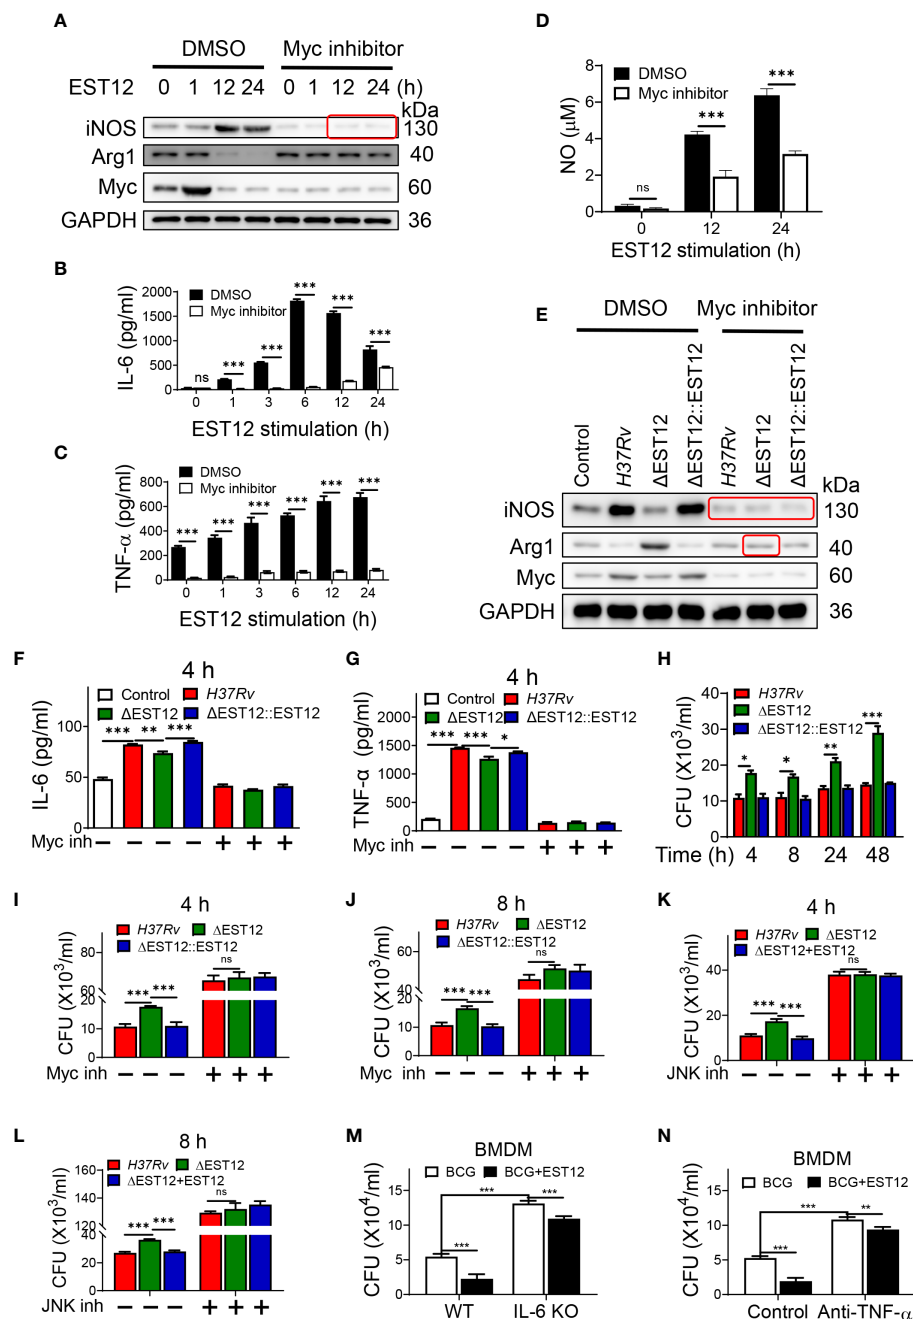 A
DMSO Myc inhibitor
EST12 0 1 12 24 0 1 12 24 (h)
kDa
iNOS 130
Arg1 40
Myc 60
GAPDH 36
B
IL-6 (pg/ml)
2000
1500
1000
500
0
DMSO
Myc inhibitor
ns *** *** *** *** ***
0 1 3 6 12 24
EST12 stimulation (h)
C
TNF-α (pg/ml)
800
600
400
200
0
DMSO
Myc inhibitor
*** *** *** *** *** ***
0 1 3 6 12 24
EST12 stimulation (h)
D
NO (μM)
8
6
4
2
0
DMSO
Myc inhibitor
ns *** ***
0 12 24
EST12 stimulation (h)
E
DMSO Myc inhibitor
Control H37Rv ΔEST12 ΔEST12::EST12 H37Rv ΔEST12 ΔEST12::EST12
kDa
iNOS 130
Arg1 40
Myc 60
GAPDH 36
F
4 h
Control H37Rv
ΔEST12 ΔEST12::EST12
IL-6 (pg/ml)
100
50
0
*** ** ***
Myc inh − − − − + + +
G
4 h
Control H37Rv
ΔEST12 ΔEST12::EST12
TNF-α (pg/ml)
2000
1500
1000
500
0
*** *** *
Myc inh − − − − + + +
H
H37Rv
ΔEST12
ΔEST12::EST12
CFU (X10³/ml)
40
30
20
10
0
* * ** ***
Time (h) 4 8 24 48
I
4 h
H37Rv ΔEST12
ΔEST12::EST12
CFU (X10³/ml)
80
60
20
10
0
*** *** ns
Myc inh − − − + + +
J
8 h
H37Rv ΔEST12
ΔEST12::EST12
CFU (X10³/ml)
60
40
20
10
0
*** *** ns
Myc inh − − − + + +
K
4 h
H37Rv ΔEST12
ΔEST12+EST12
CFU (X10³/ml)
40
20
0
*** *** ns
JNK inh − − − + + +
L
8 h
H37Rv ΔEST12
ΔEST12+EST12
CFU (X10³/ml)
160
140
120
40
20
0
*** *** ns
JNK inh − − − + + +
M
BMDM
BCG BCG+EST12
CFU (X10⁴/ml)
15
10
5
0
*** *** ***
WT IL-6 KO
N
BMDM
BCG BCG+EST12
CFU (X10⁴/ml)
15
10
5
0
*** *** **
Control Anti-TNF-α